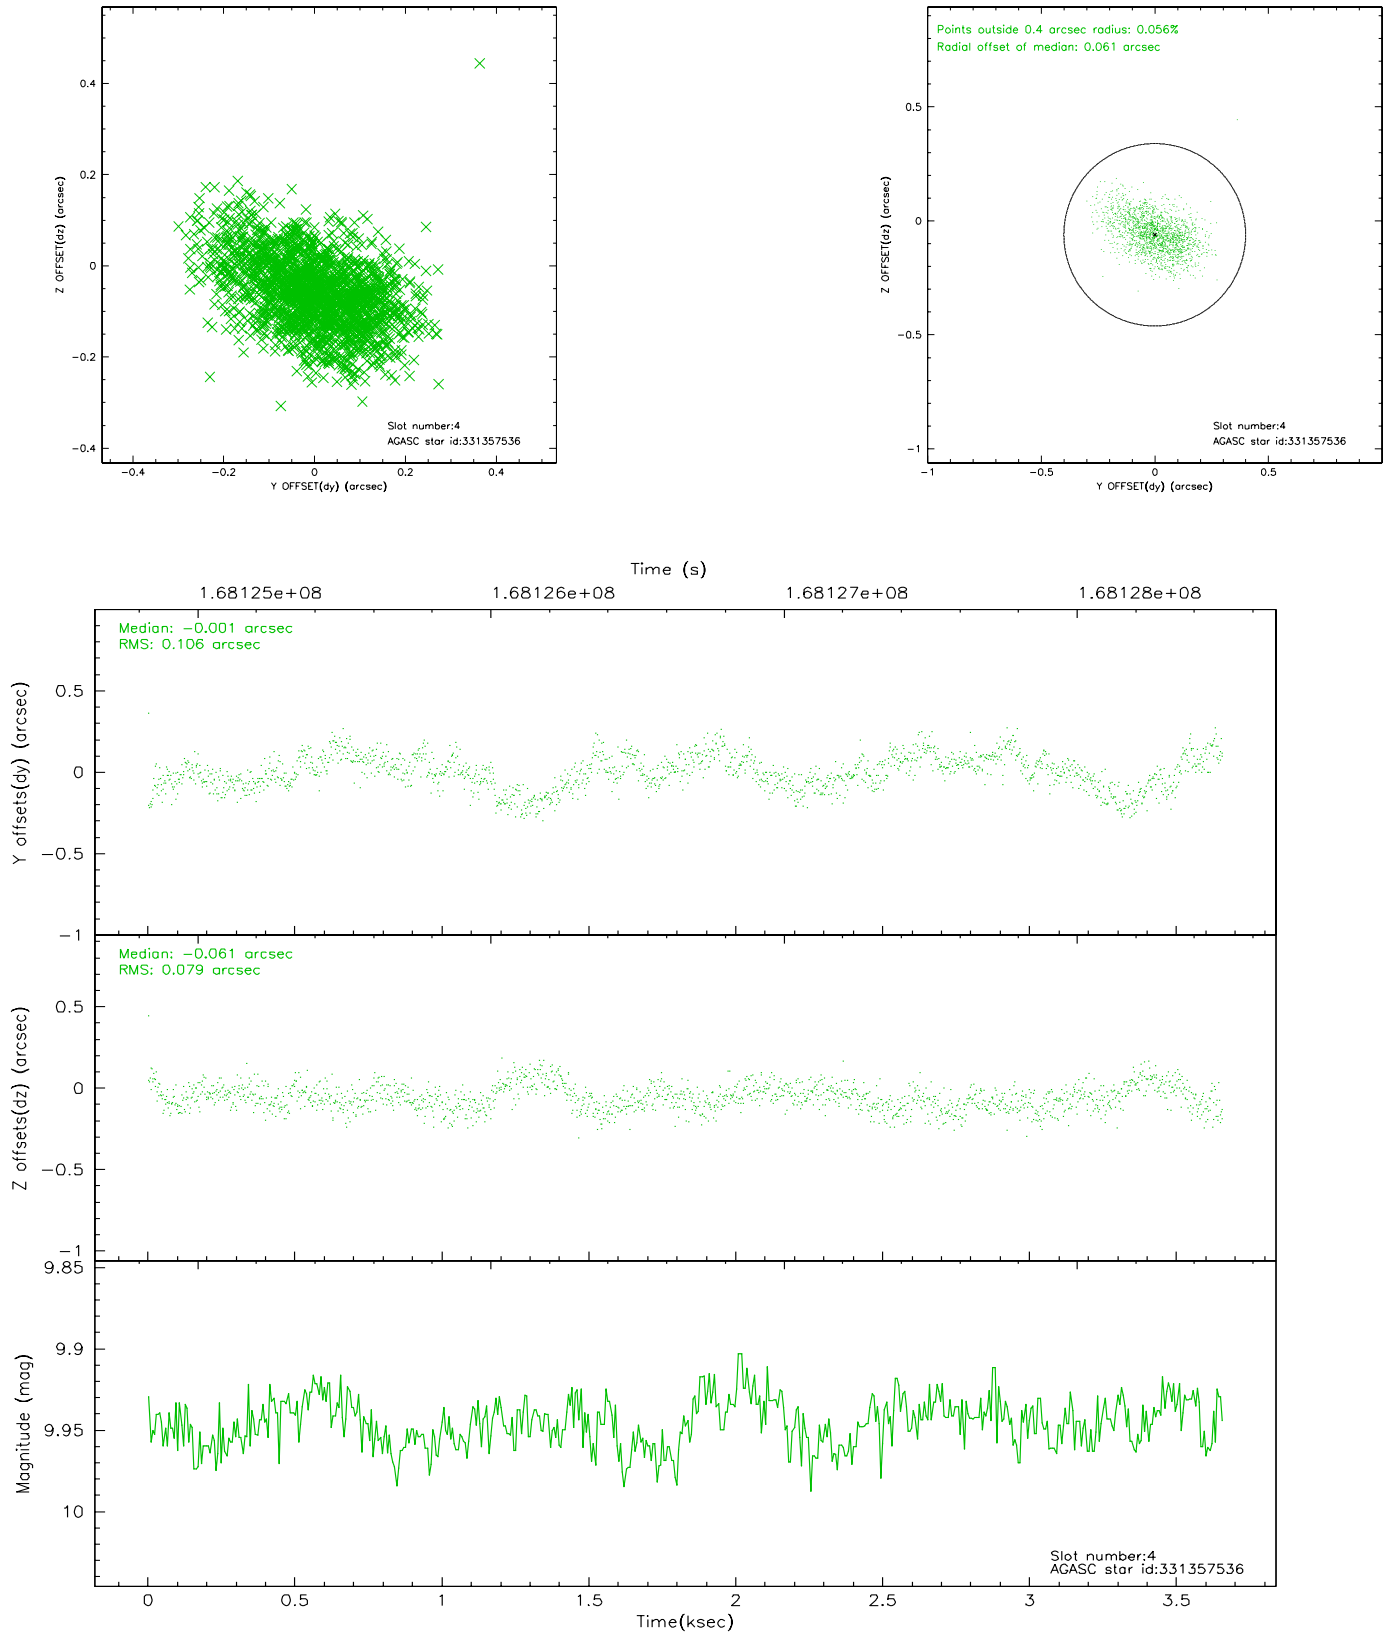 0.4
0.2
0
−0.2
−0.4
Z OFFSET(dz) (arcsec)
−0.4
−0.2
0
0.2
0.4
Y OFFSET(dy) (arcsec)
Slot number:4
AGASC star id:331357536
Points outside 0.4 arcsec radius: 0.056%
Radial offset of median: 0.061 arcsec
0.5
0
−0.5
−1
Z OFFSET(dz) (arcsec)
−1
−0.5
0
0.5
Y OFFSET(dy) (arcsec)
Slot number:4
AGASC star id:331357536
Time (s)
1.68125e+08
1.68126e+08
1.68127e+08
1.68128e+08
Median: −0.001 arcsec
RMS: 0.106 arcsec
0.5
0
−0.5
−1
Y offsets(dy) (arcsec)
Median: −0.061 arcsec
RMS: 0.079 arcsec
0.5
0
−0.5
−1
Z offsets(dz) (arcsec)
9.85
9.9
9.95
10
Magnitude (mag)
Slot number:4
AGASC star id:331357536
0
0.5
1
1.5
2
2.5
3
3.5
Time(ksec)